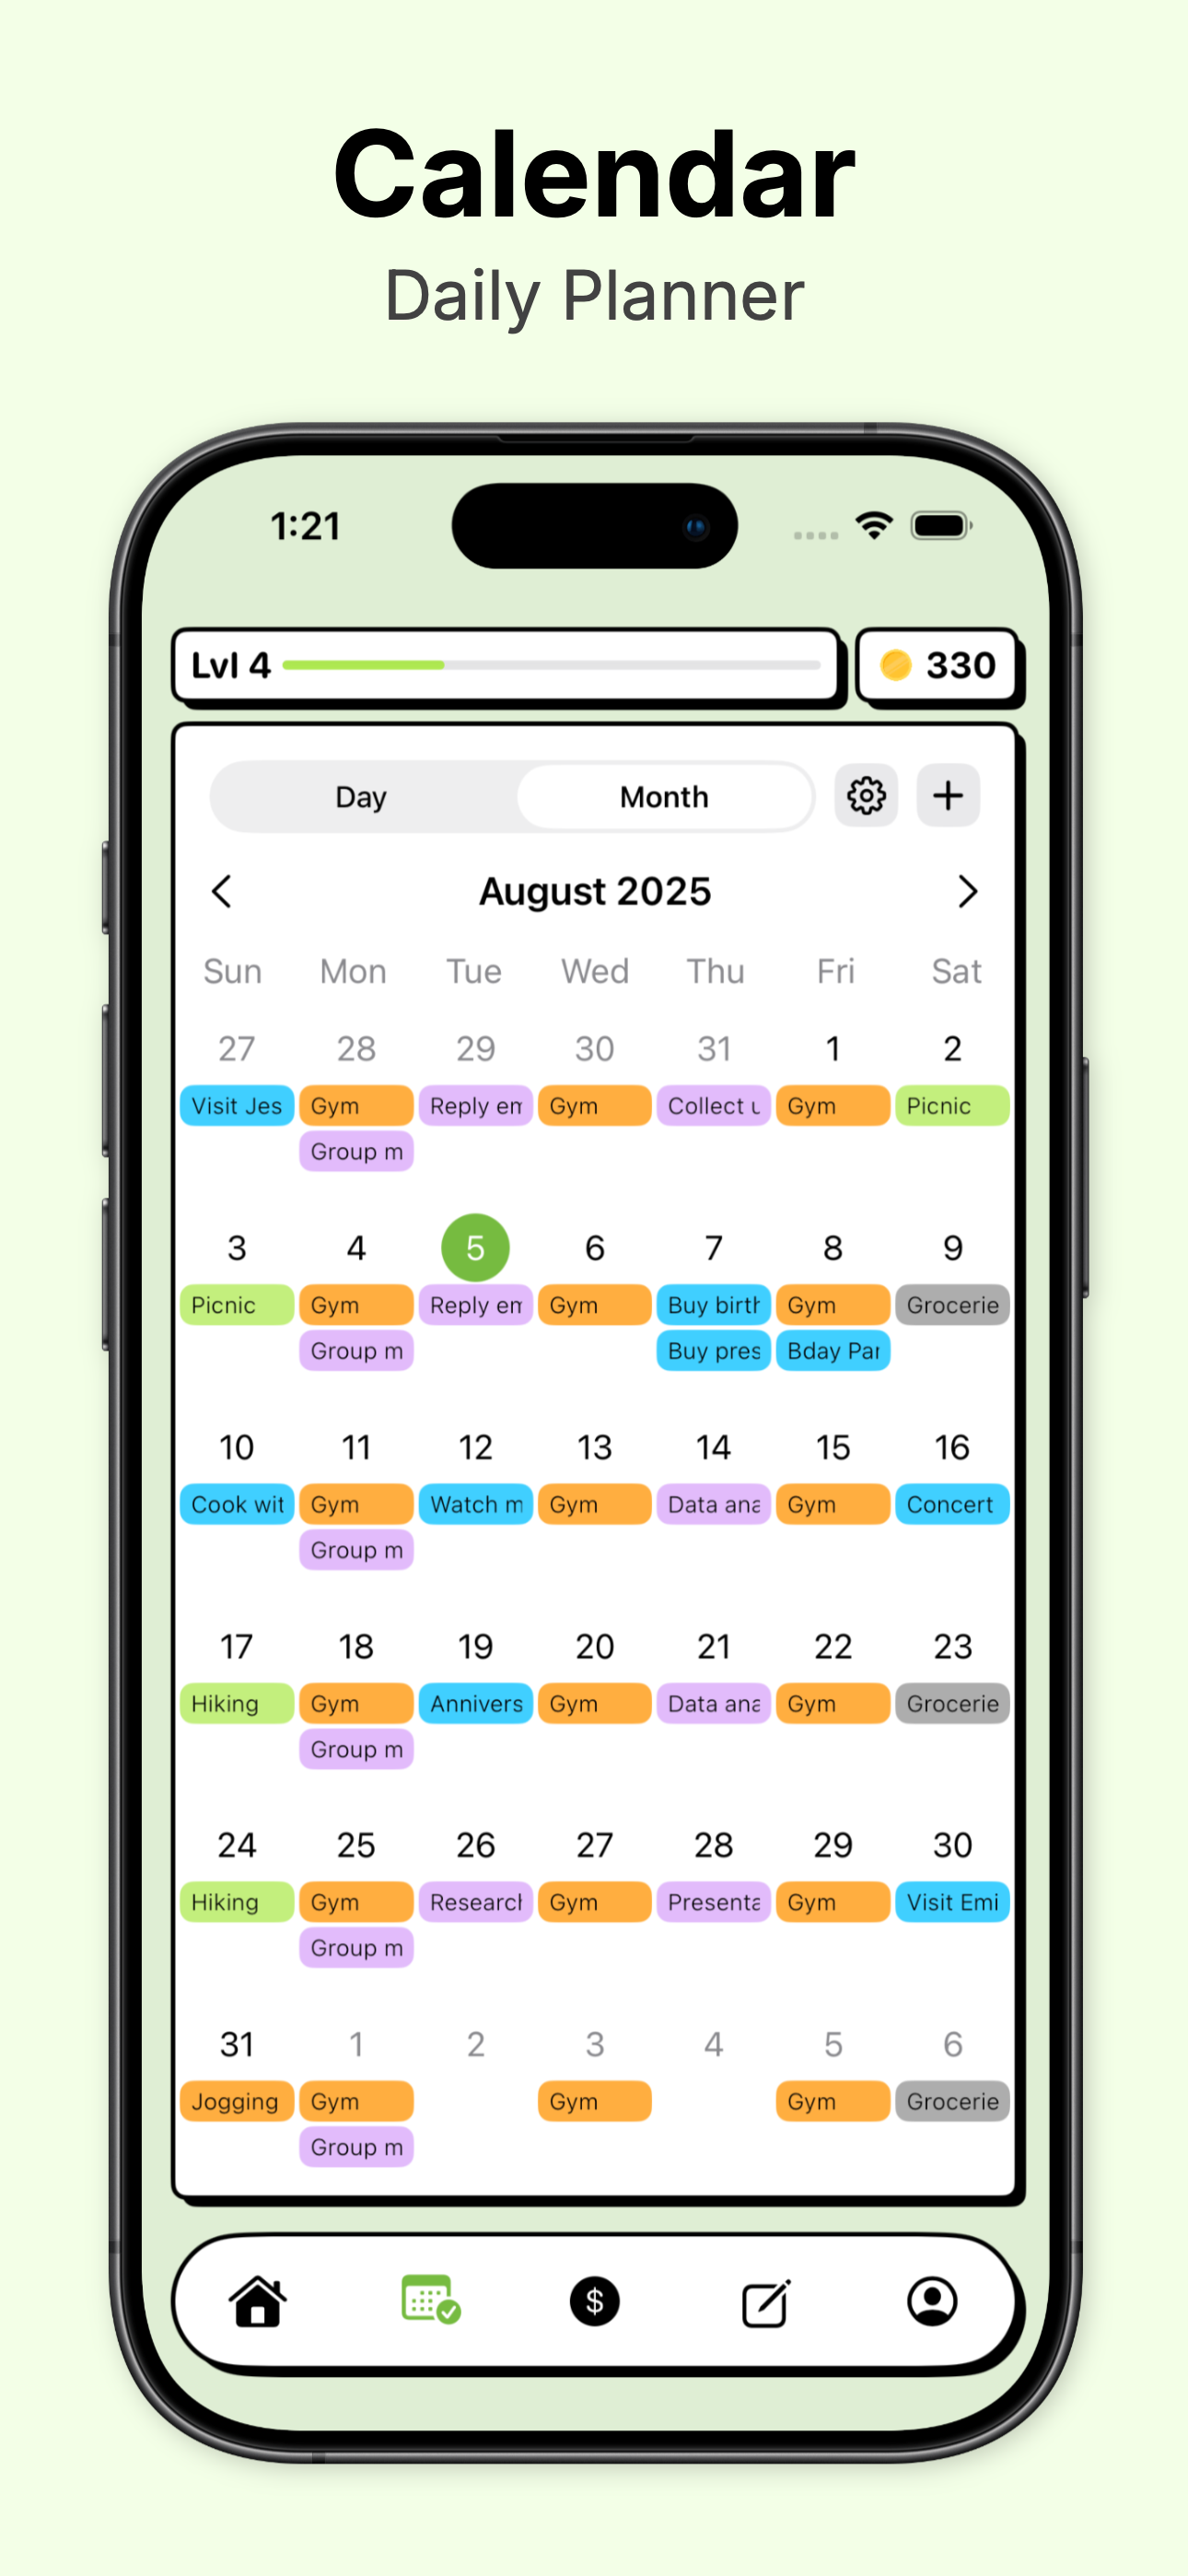 Calendar
Daily Planner
1:21
Lvl 4
330
Day Month
August 2025
Sun Mon Tue Wed Thu Fri Sat
27 28 29 30 31 1 2
Visit Jes Gym Reply em Gym Collect u Gym Picnic
Group m
3 4 5 6 7 8 9
Picnic Gym Reply em Gym Buy birth Gym Grocerie
Group m Buy pres Bday Par
10 11 12 13 14 15 16
Cook wit Gym Watch m Gym Data ana Gym Concert
Group m
17 18 19 20 21 22 23
Hiking Gym Annivers Gym Data ana Gym Grocerie
Group m
24 25 26 27 28 29 30
Hiking Gym Research Gym Presenta Gym Visit Emi
Group m
31 1 2 3 4 5 6
Jogging Gym Gym Gym Grocerie
Group m
$